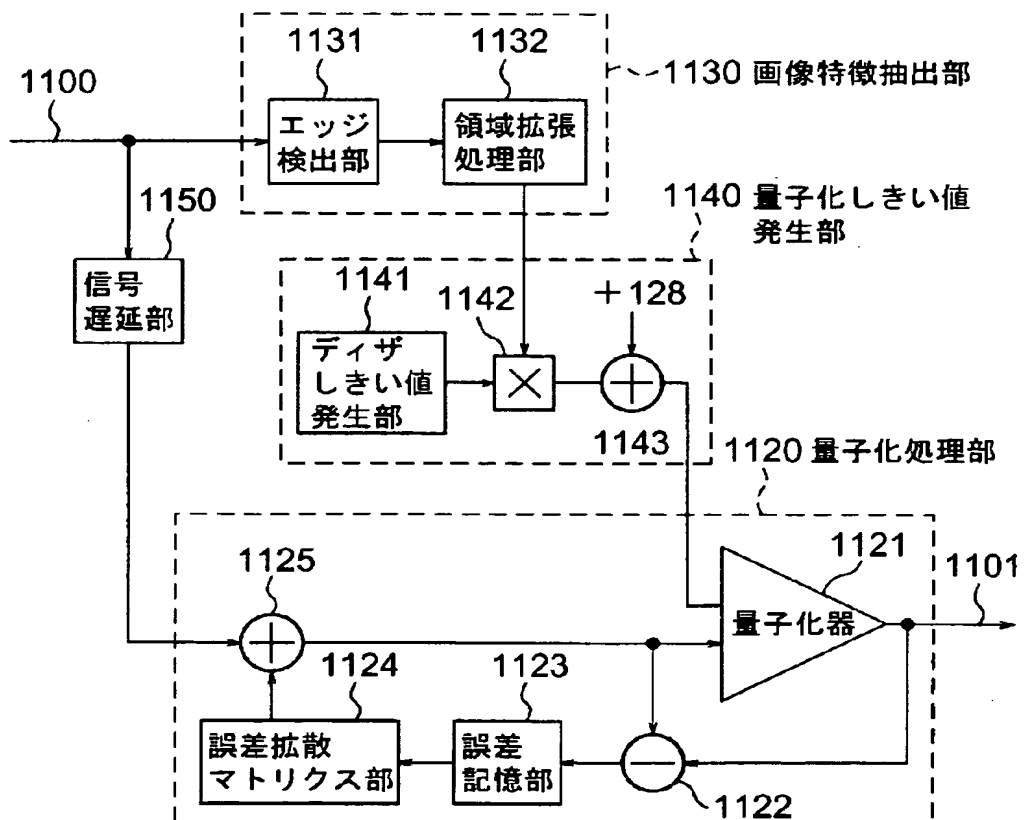 1131
1132
1130 画像特徴抽出部
1100
エッジ
検出部
領域拡張
処理部
1150
1140 量子化しきい値
発生部
信号
遅延部
1141
1142
+128
ディザ
しきい値
発生部
×
+
1143
1120 量子化処理部
1125
1121
1101
+
量子化器
1124
1123
誤差拡散
マトリクス部
誤差
記憶部
−
1122